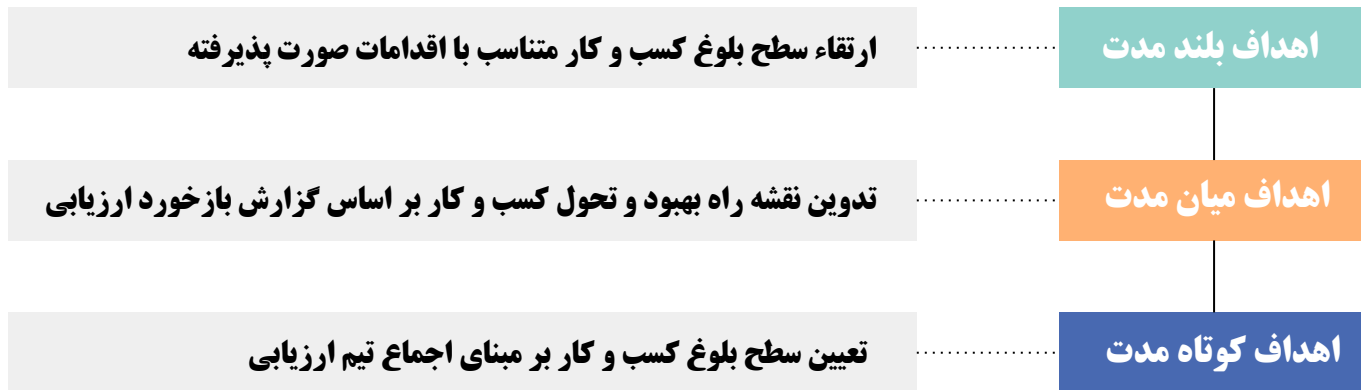 اهداف بلند مدت
ارتقاء سطح بلوغ کسب و کار متناسب با اقدامات صورت پذیرفته
اهداف میان مدت
تدوین نقشه راه بهبود و تحول کسب و کار بر اساس گزارش بازخورد ارزیابی
اهداف کوتاه مدت
تعیین سطح بلوغ کسب و کار بر مبنای اجماع تیم ارزیابی